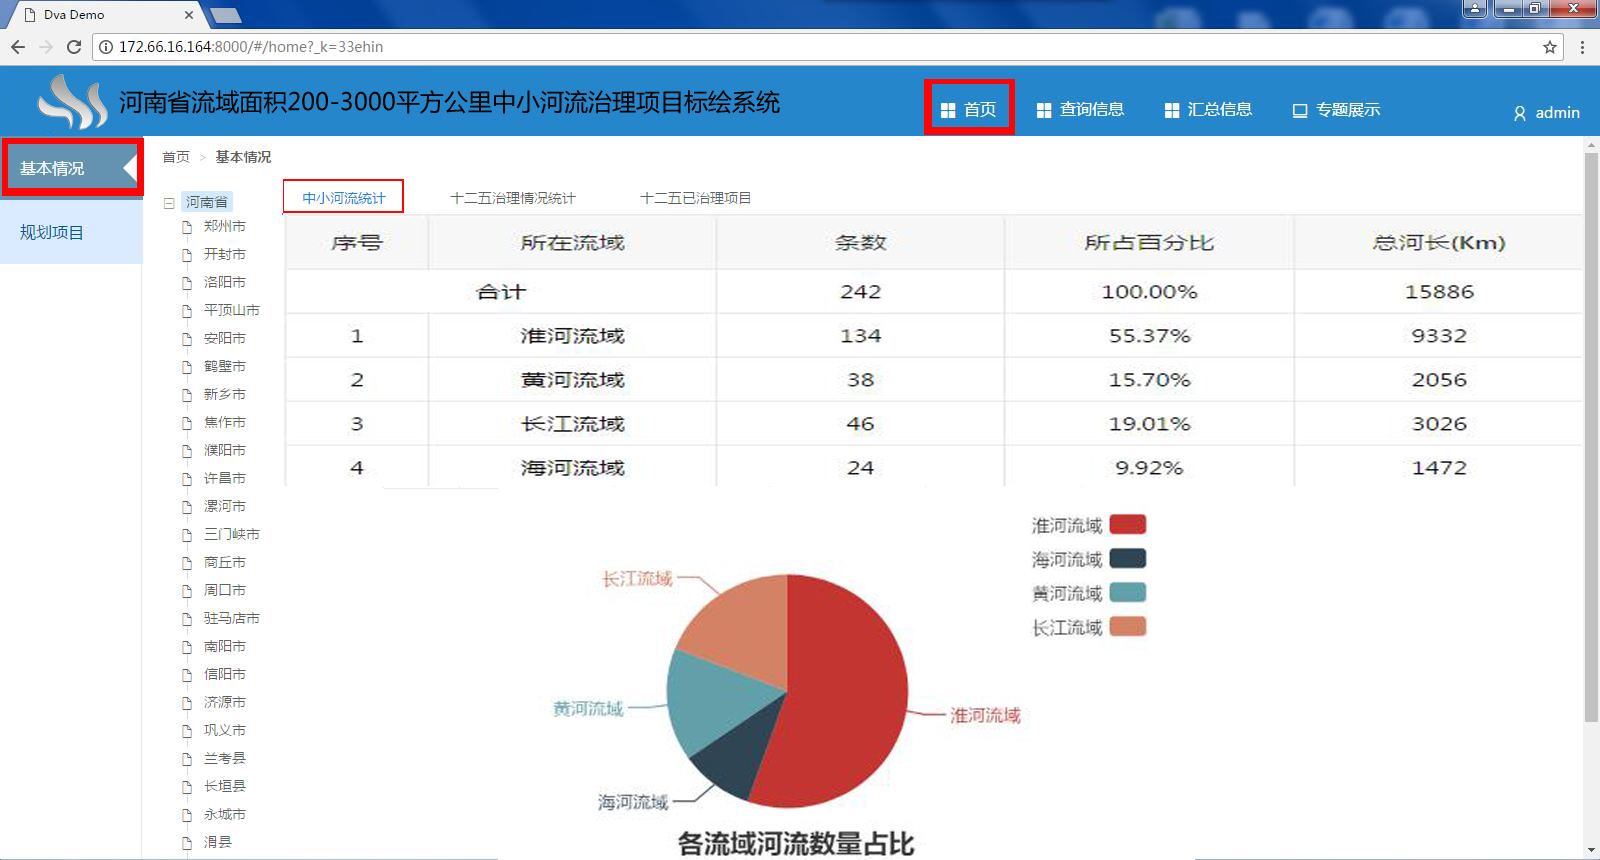 Dva Demo
172.66.16.164:8000/#/home?_k=33ehin
河南省流域面积200-3000平方公里中小河流治理项目标绘系统
首页
查询信息
汇总信息
专题展示
admin
基本情况
规划项目
首页 > 基本情况
河南省
郑州市
开封市
洛阳市
平顶山市
安阳市
鹤壁市
新乡市
焦作市
濮阳市
许昌市
漯河市
三门峡市
商丘市
周口市
驻马店市
南阳市
信阳市
济源市
巩义市
兰考县
长垣县
永城市
滑县
中小河流统计 十二五治理情况统计 十二五已治理项目
序号 所在流域 条数 所占百分比 总河长(Km)
合计 242 100.00% 15886
1 淮河流域 134 55.37% 9332
2 黄河流域 38 15.70% 2056
3 长江流域 46 19.01% 3026
4 海河流域 24 9.92% 1472
淮河流域
海河流域
黄河流域
长江流域
长江流域
黄河流域
淮河流域
海河流域
各流域河流数量占比